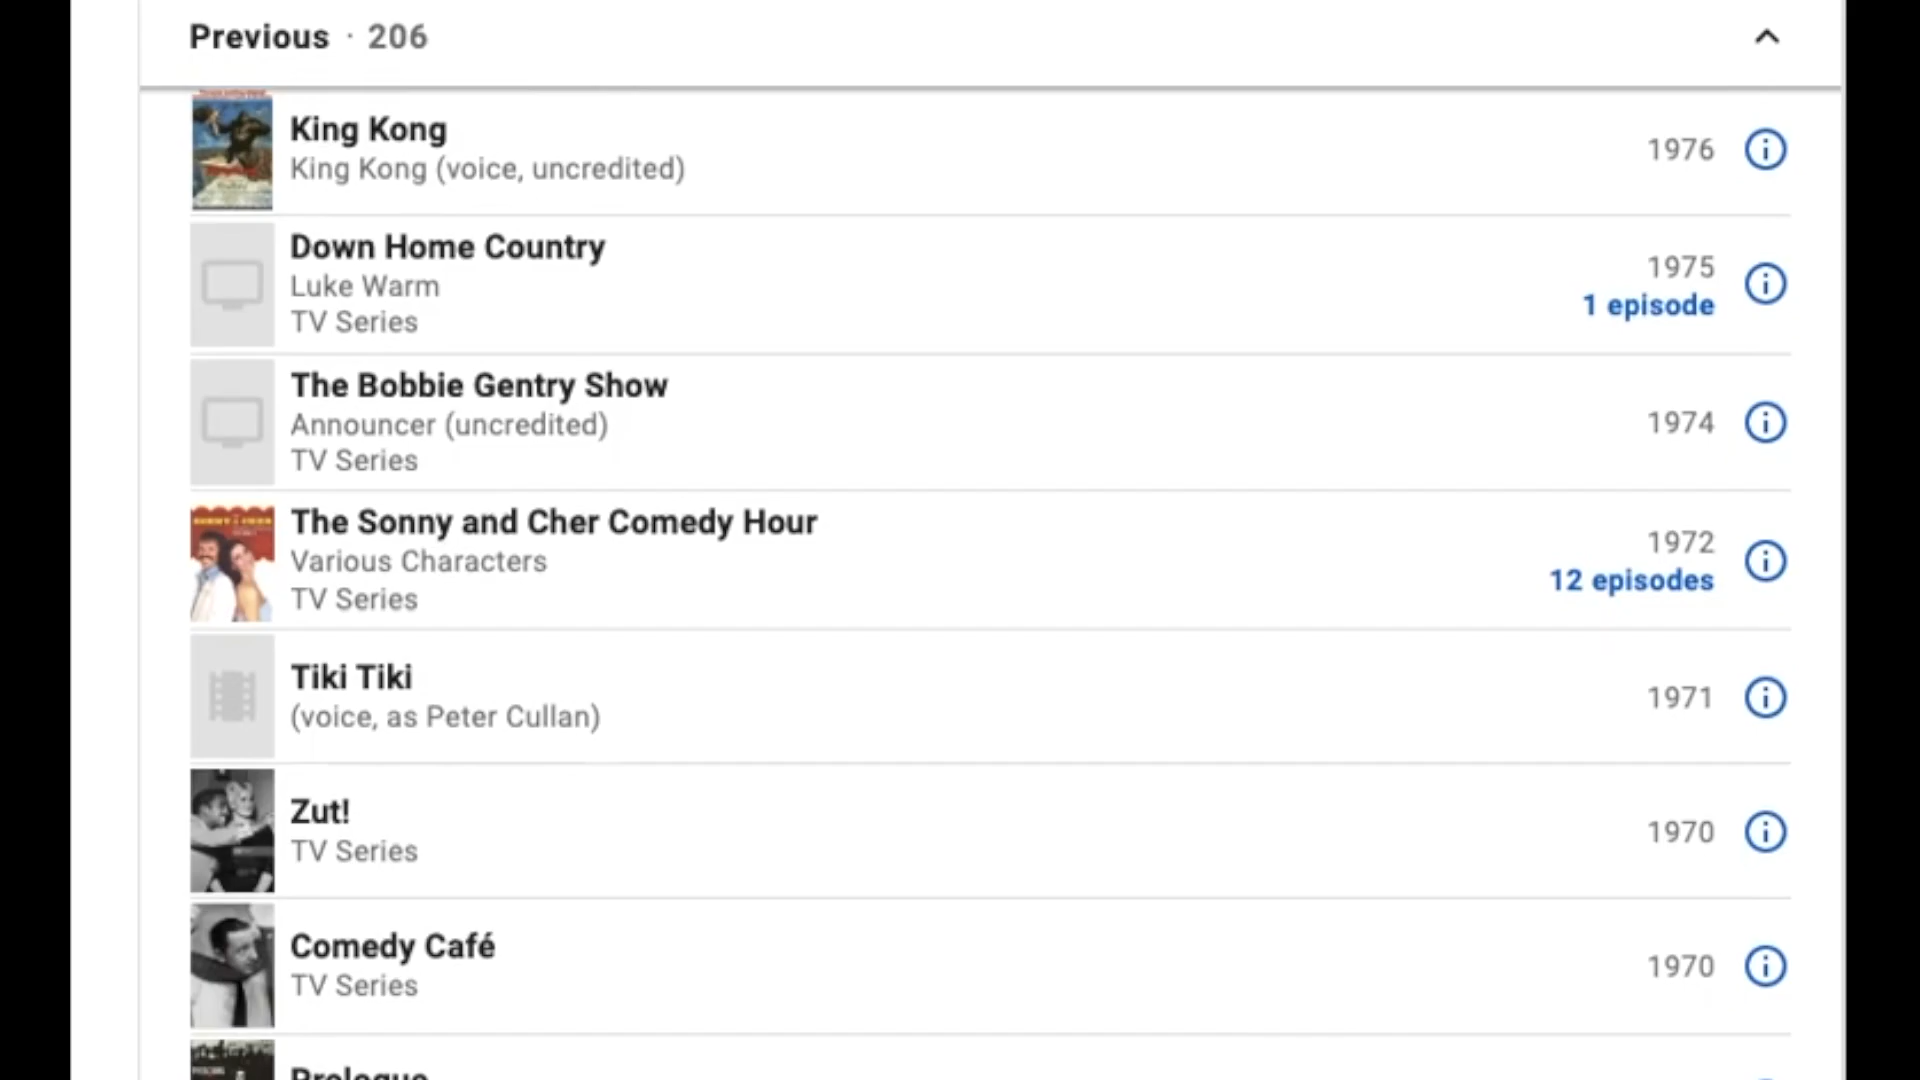 Previous · 206
King Kong
King Kong (voice, uncredited)
1976
Down Home Country
Luke Warm
TV Series
1975
1 episode
The Bobbie Gentry Show
Announcer (uncredited)
TV Series
1974
The Sonny and Cher Comedy Hour
Various Characters
TV Series
1972
12 episodes
Tiki Tiki
(voice, as Peter Cullan)
1971
Zut!
TV Series
1970
Comedy Café
TV Series
1970
Prologue